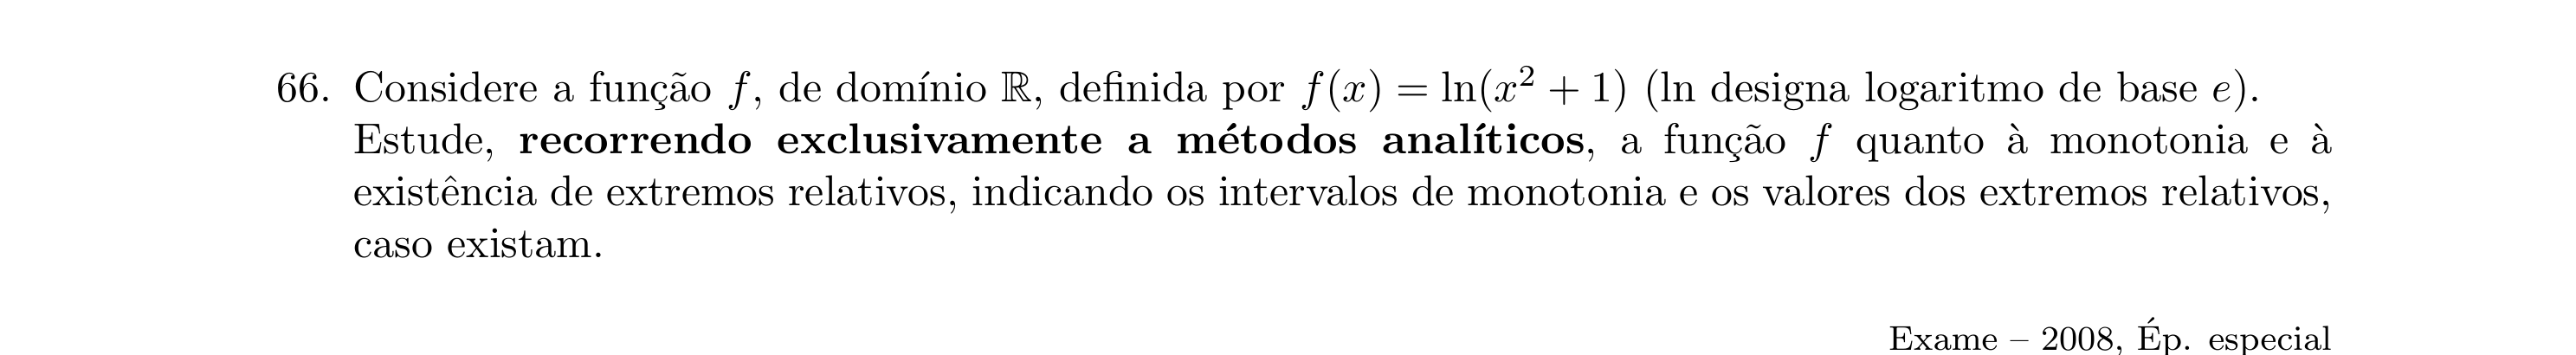 66. Considere a função f, de domínio ℝ, definida por f(x) = ln(x² + 1) (ln designa logaritmo de base e).
Estude, recorrendo exclusivamente a métodos analíticos, a função f quanto à monotonia e à
existência de extremos relativos, indicando os intervalos de monotonia e os valores dos extremos relativos,
caso existam.
Exame – 2008, Ép. especial